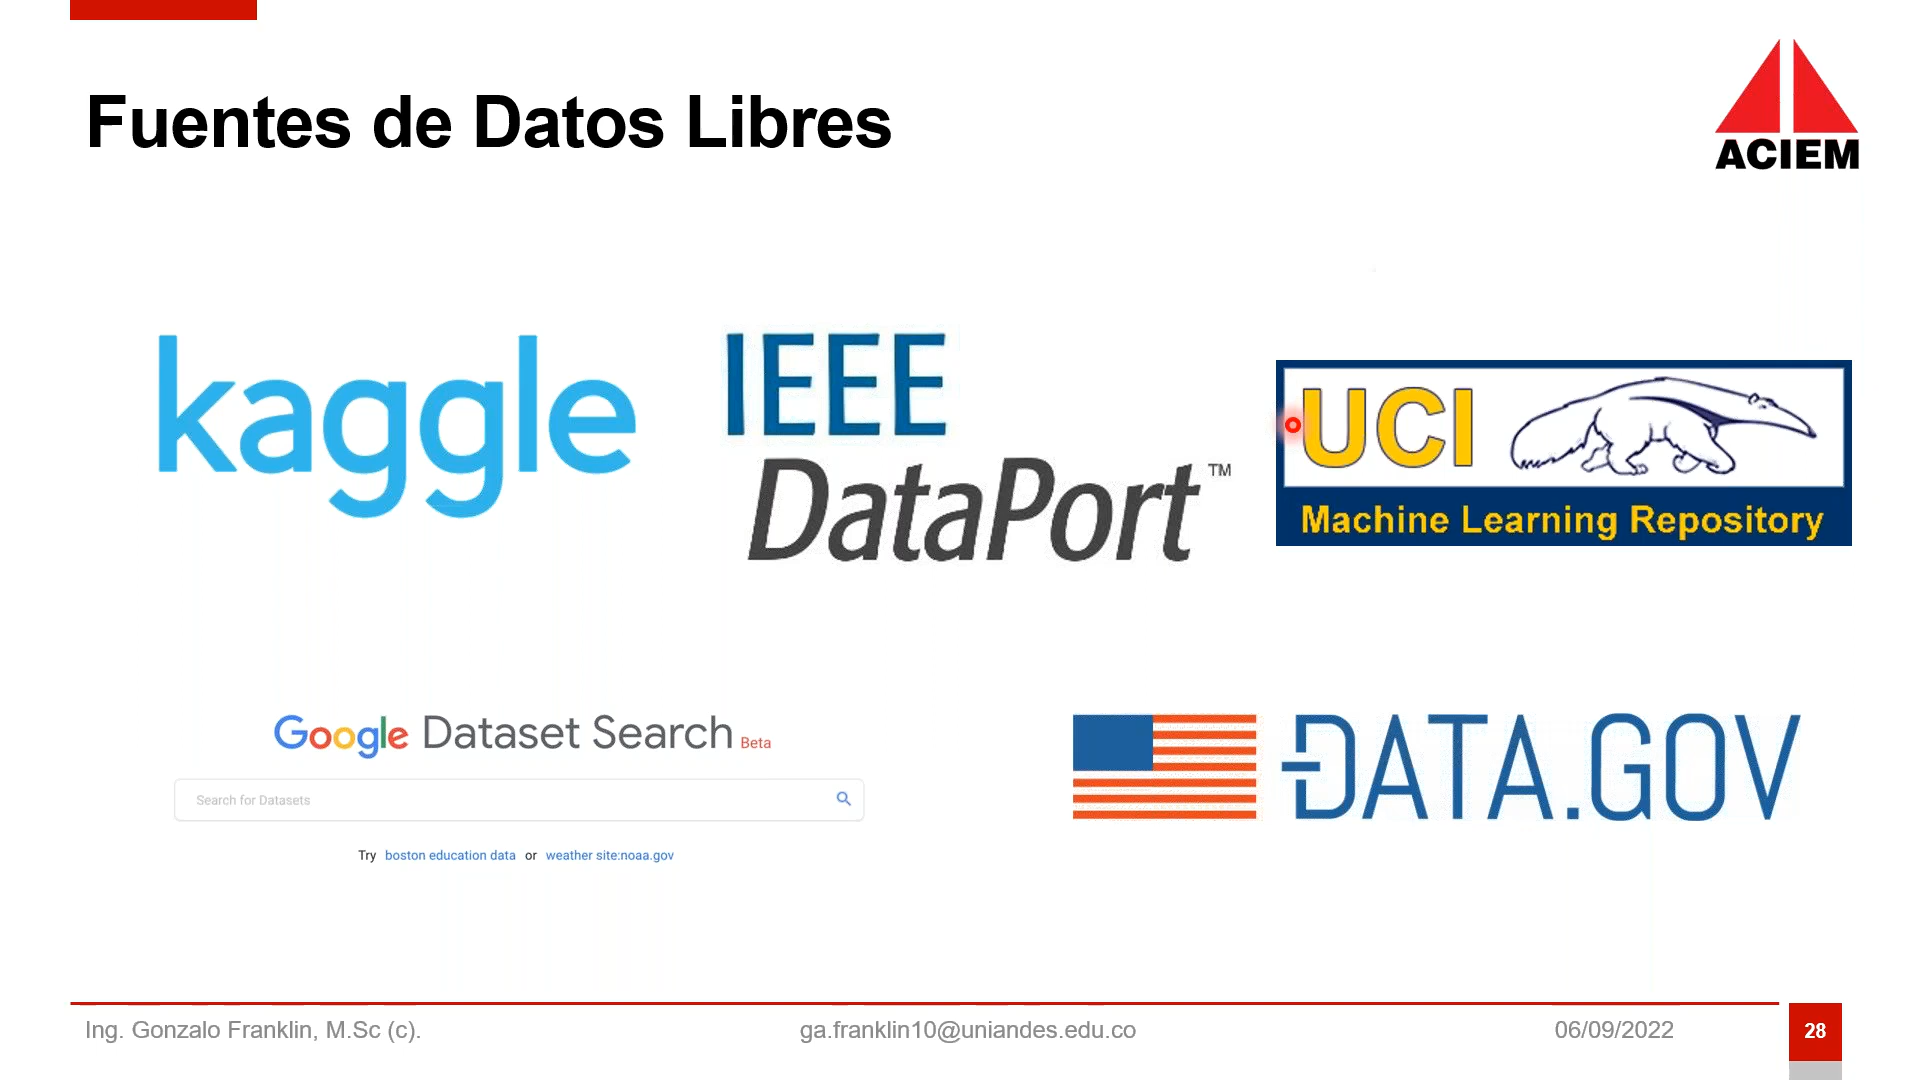 Fuentes de Datos Libres
ACIEM
kaggle
IEEE
DataPort™
UCI
Machine Learning Repository
Google Dataset Search Beta
Search for Datasets
Try boston education data or weather site:noaa.gov
DATA.GOV
Ing. Gonzalo Franklin, M.Sc (c).
ga.franklin10@uniandes.edu.co
06/09/2022
28